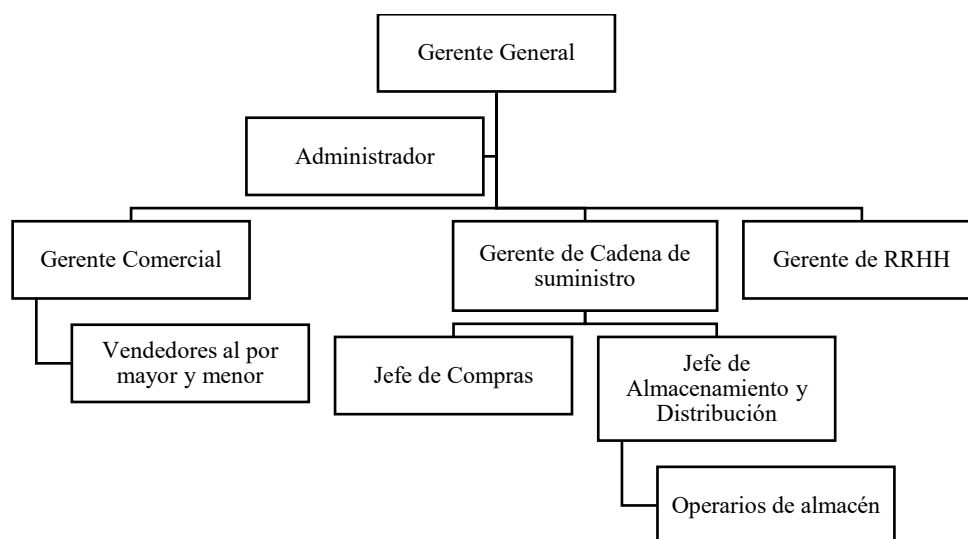 Gerente General
Administrador
Gerente Comercial
Gerente de Cadena de
suministro
Gerente de RRHH
Vendedores al por
mayor y menor
Jefe de Compras
Jefe de
Almacenamiento y
Distribución
Operarios de almacén